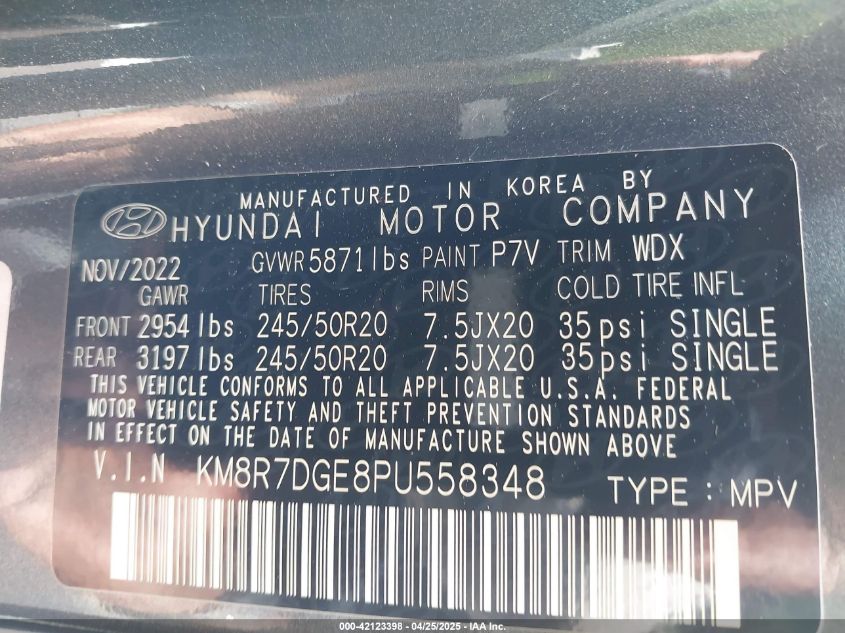 MANUFACTURED IN KOREA BY
HYUNDAI MOTOR COMPANY
NOV/2022 GVWR 5871lbs PAINT P7V TRIM WDX
GAWR TIRES RIMS COLD TIRE INFL
FRONT 2954 lbs 245/50R20 7.5JX20 35psi SINGLE
REAR 3197 lbs 245/50R20 7.5JX20 35psi SINGLE
THIS VEHICLE CONFORMS TO ALL APPLICABLE U.S.A. FEDERAL
MOTOR VEHICLE SAFETY AND THEFT PREVENTION STANDARDS
IN EFFECT ON THE DATE OF MANUFACTURE SHOWN ABOVE.
V.I.N KM8R7DGE8PU558348 TYPE : MPV
000-42123398 - 04/25/2025 - IAA Inc.